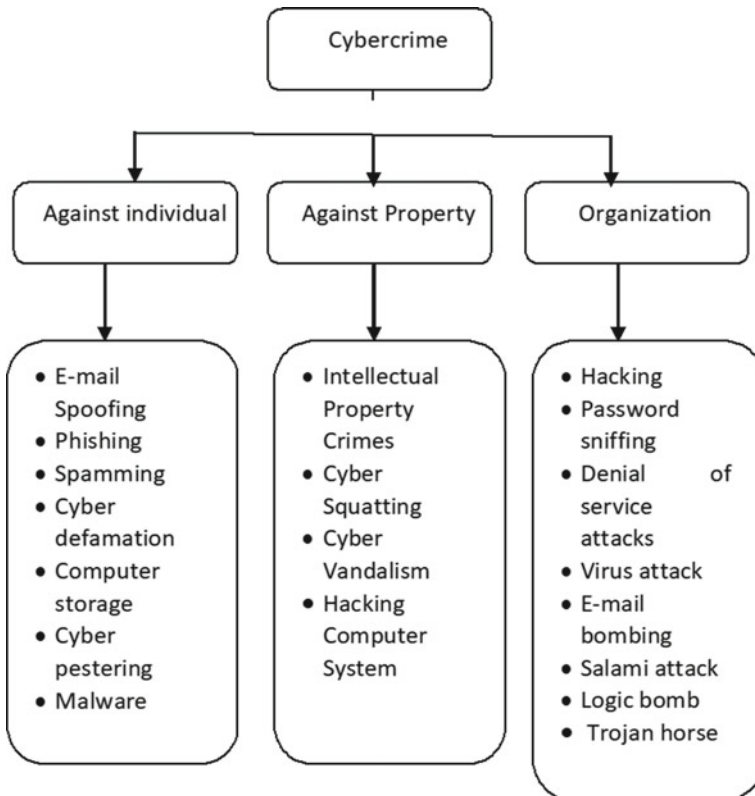 Cybercrime
Against individual
Against Property
Organization
• E-mail
Spoofing
• Phishing
• Spamming
• Cyber
defamation
• Computer
storage
• Cyber
pestering
• Malware
• Intellectual
Property
Crimes
• Cyber
Squatting
• Cyber
Vandalism
• Hacking
Computer
System
• Hacking
• Password
sniffing
• Denial of
service
attacks
• Virus attack
• E-mail
bombing
• Salami attack
• Logic bomb
• Trojan horse